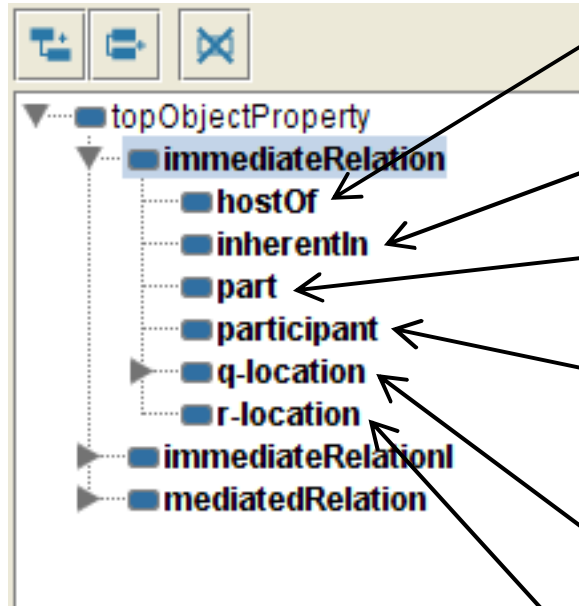 topObjectProperty
immediateRelation
hostOf
inherentIn
part
participant
q-location
r-location
immediateRelationI
mediatedRelation